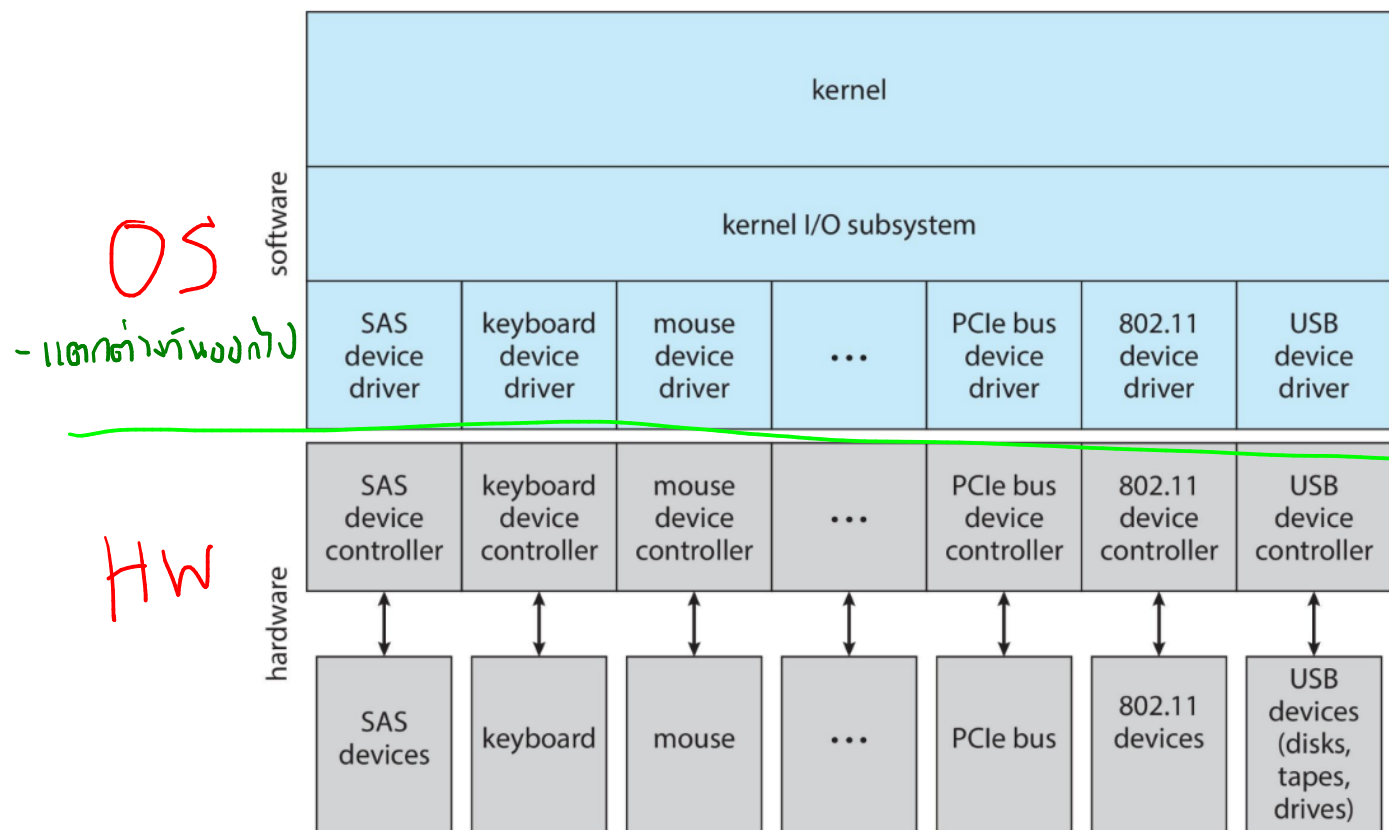 kernel
software
kernel I/O subsystem
OS
- แตกต่างกันออกไป
SAS
device
driver
keyboard
device
driver
mouse
device
driver
...
PCIe bus
device
driver
802.11
device
driver
USB
device
driver
HW
hardware
SAS
device
controller
keyboard
device
controller
mouse
device
controller
...
PCIe bus
device
controller
802.11
device
controller
USB
device
controller
SAS
devices
keyboard
mouse
...
PCIe bus
802.11
devices
USB
devices
(disks,
tapes,
drives)